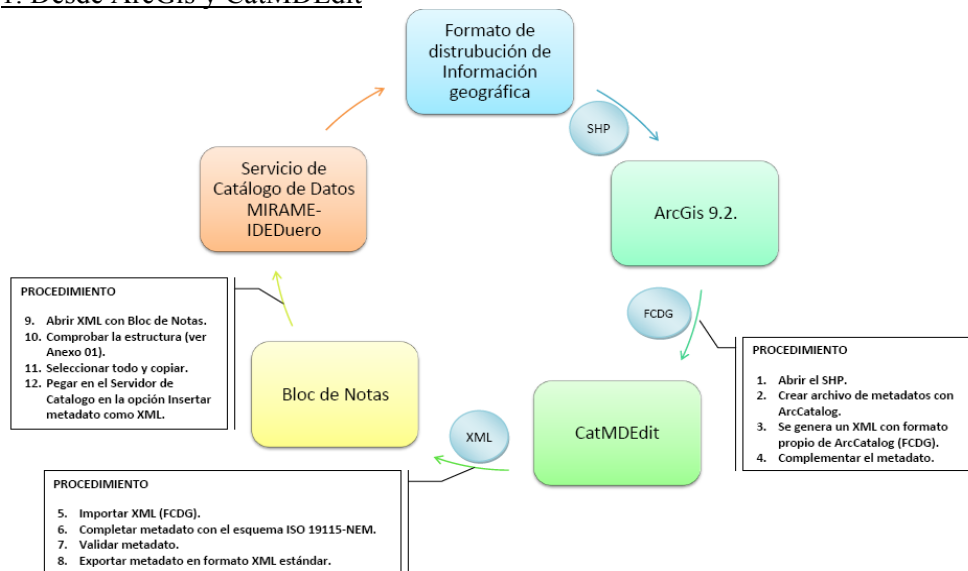 1. Desde ArcGis y CatMDEdit
Formato de
distrubución de
Información
geográfica
SHP
Servicio de
Catálogo de Datos
MIRAME-
IDEDuero
ArcGis 9.2.
PROCEDIMIENTO
9. Abrir XML con Bloc de Notas.
10. Comprobar la estructura (ver
Anexo 01).
11. Seleccionar todo y copiar.
12. Pegar en el Servidor de
Catalogo en la opción Insertar
metadato como XML.
FCDG
PROCEDIMIENTO
1. Abrir el SHP.
2. Crear archivo de metadatos con
ArcCatalog.
3. Se genera un XML con formato
propio de ArcCatalog (FCDG).
4. Complementar el metadato.
Bloc de Notas
XML
CatMDEdit
PROCEDIMIENTO
5. Importar XML (FCDG).
6. Completar metadato con el esquema ISO 19115-NEM.
7. Validar metadato.
8. Exportar metadato en formato XML estándar.